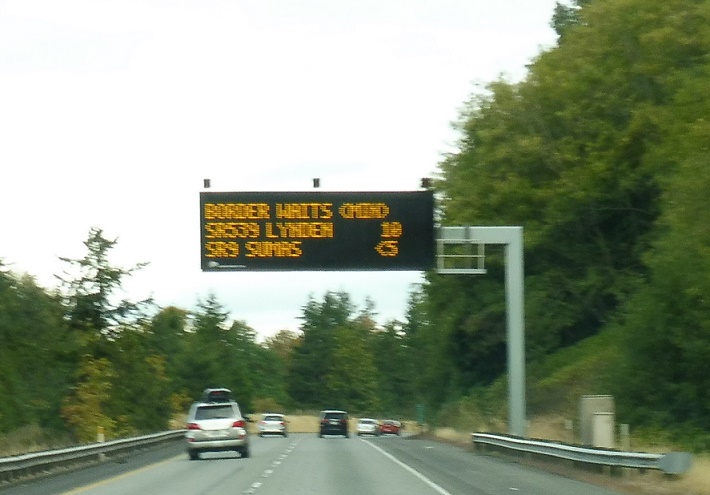 BORDER WAITS (MIN)
SR539 LYNDEN 10
SR9 SUMAS <5